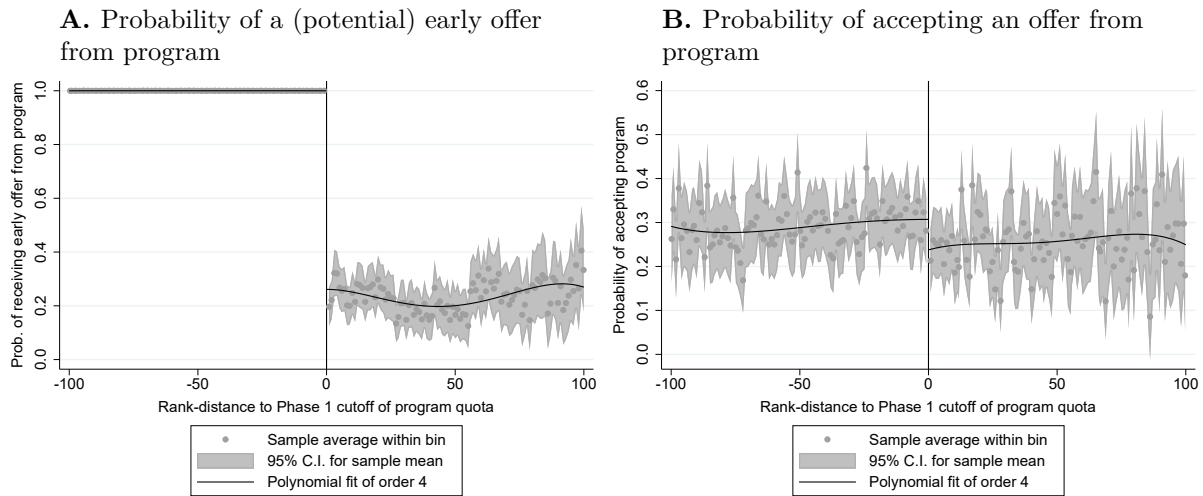 A. Probability of a (potential) early offer
from program
Prob. of receiving early offer from program
1.0
0.8
0.6
0.4
0.2
0.0
-100
-50
0
50
100
Rank-distance to Phase 1 cutoff of program quota
Sample average within bin
95% C.I. for sample mean
Polynomial fit of order 4
B. Probability of accepting an offer from
program
Probability of accepting program
0.6
0.5
0.4
0.3
0.2
0.1
0.0
-100
-50
0
50
100
Rank-distance to Phase 1 cutoff of program quota
Sample average within bin
95% C.I. for sample mean
Polynomial fit of order 4